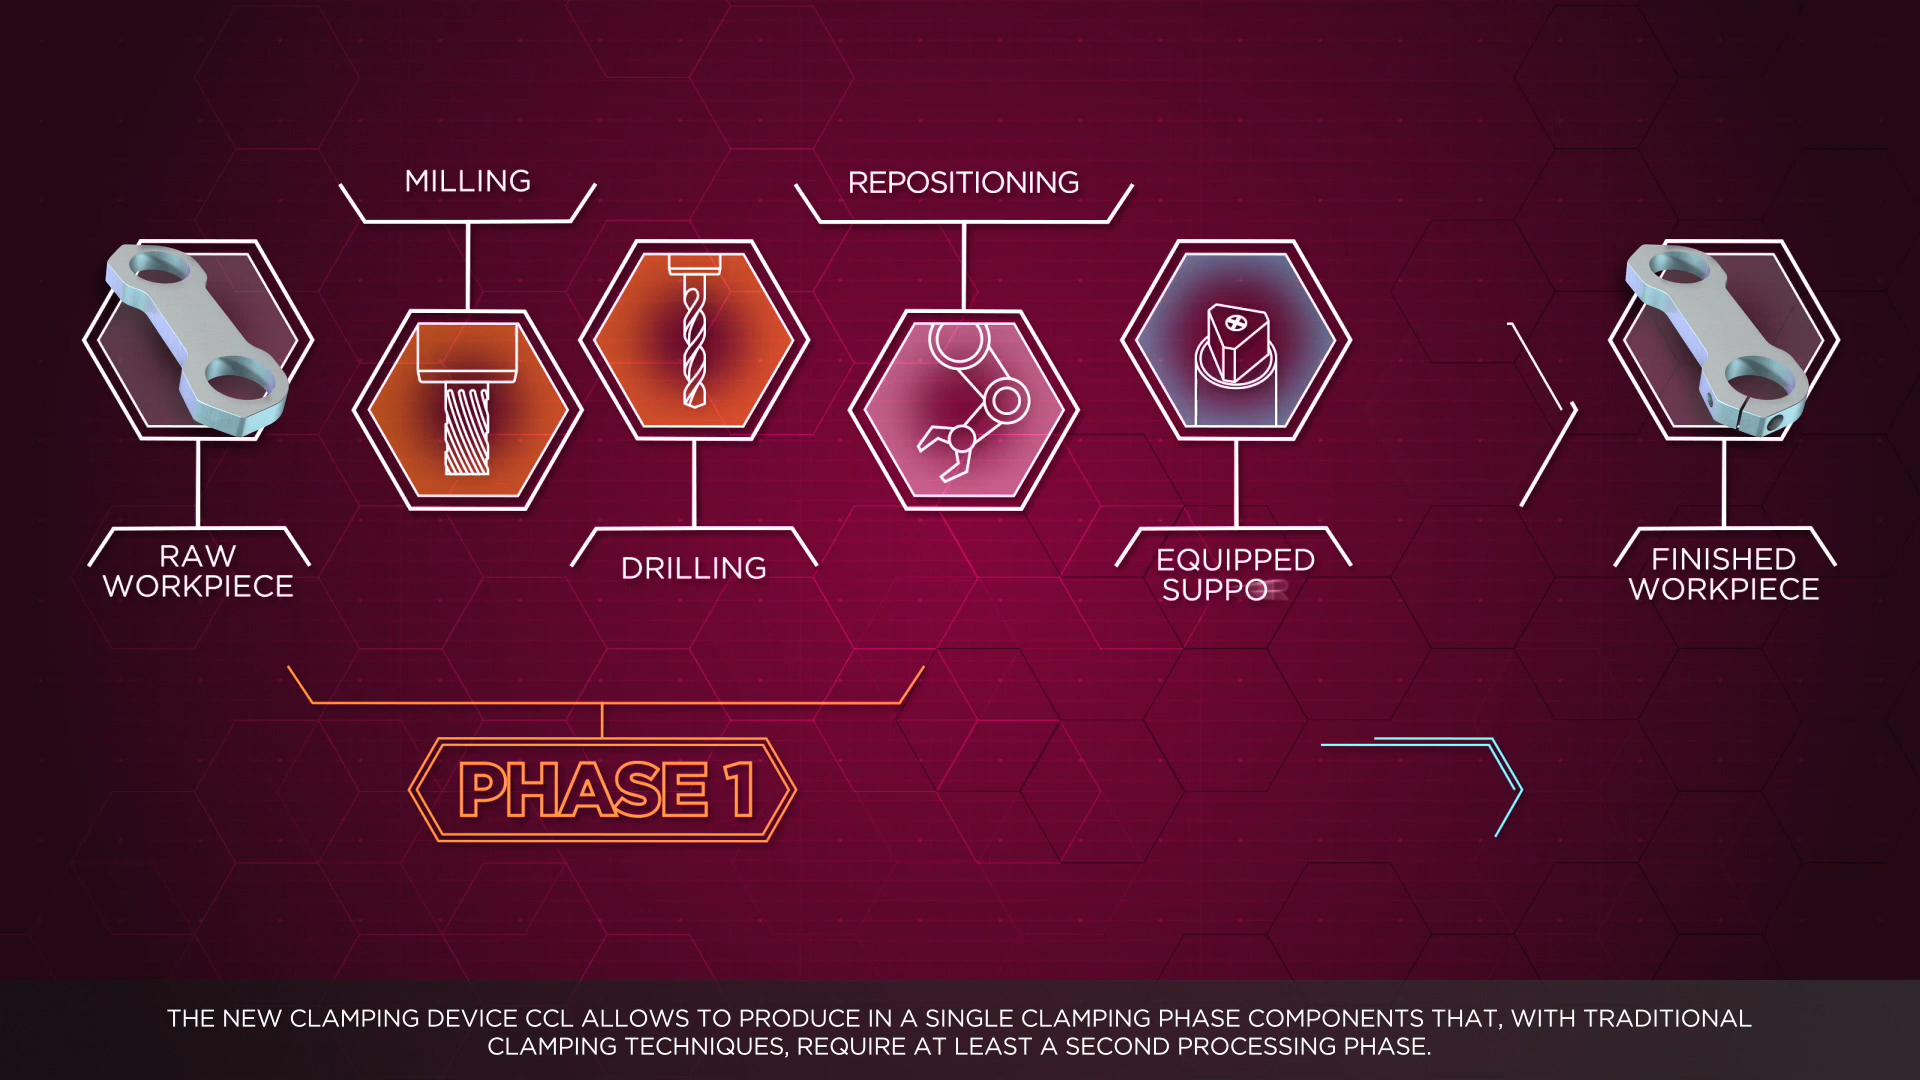 MILLING
REPOSITIONING
RAW
WORKPIECE
DRILLING
EQUIPPED
FINISHED
WORKPIECE
PHASE 1
THE NEW CLAMPING DEVICE CCL ALLOWS TO PRODUCE IN A SINGLE CLAMPING PHASE COMPONENTS THAT, WITH TRADITIONAL
CLAMPING TECHNIQUES, REQUIRE AT LEAST A SECOND PROCESSING PHASE.